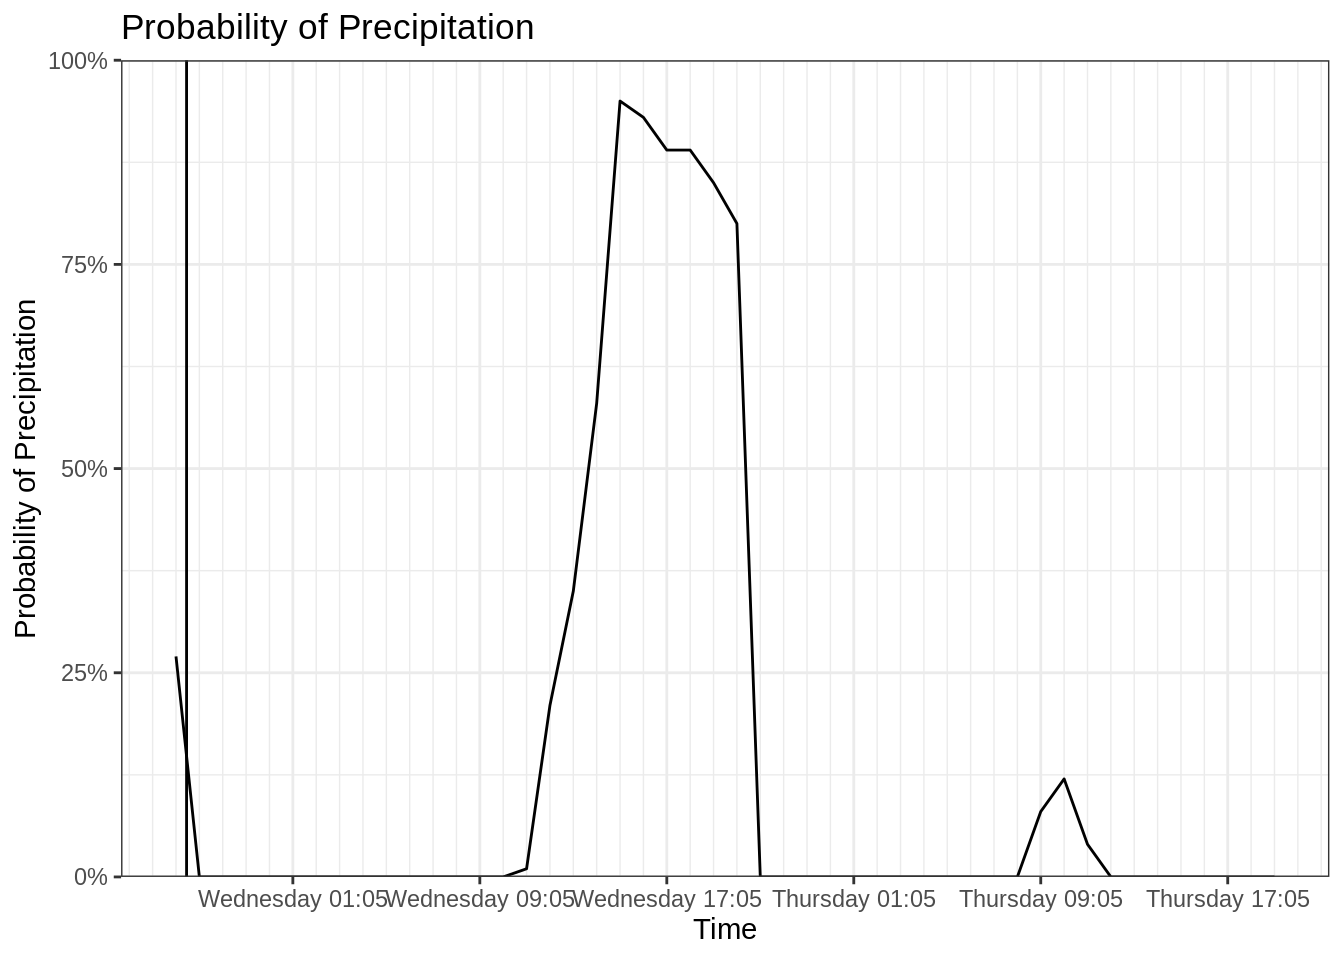 Probability of Precipitation
Probability of Precipitation
100%
75%
50%
25%
0%
Wednesday 01:05
Wednesday 09:05
Wednesday 17:05
Thursday 01:05
Thursday 09:05
Thursday 17:05
Time